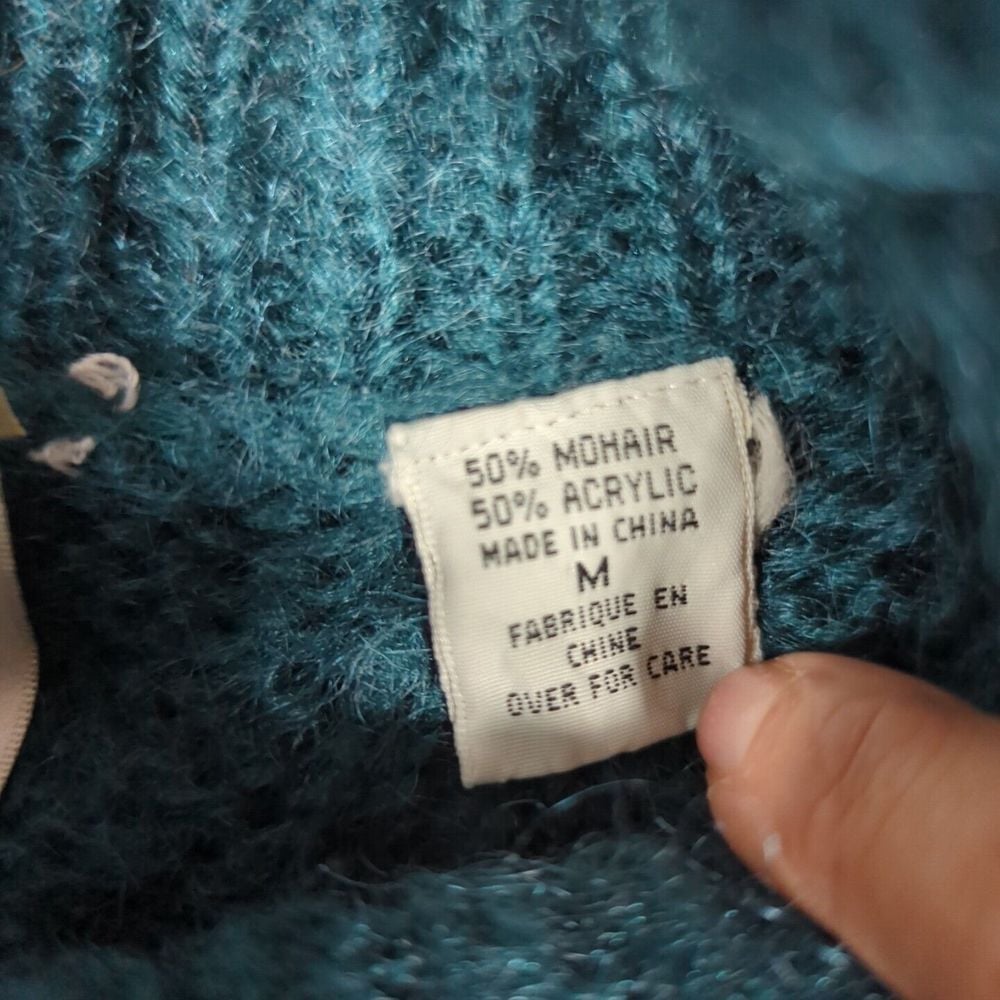 50% MOHAIR
50% ACRYLIC
MADE IN CHINA
M
FABRIQUE EN
CHINE
OVER FOR CARE